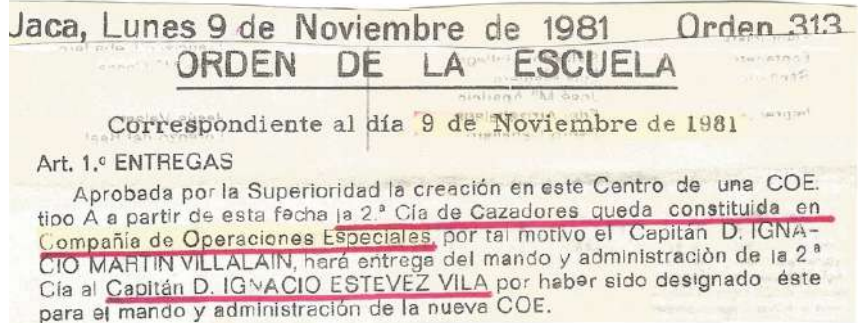 Jaca, Lunes 9 de Noviembre de 1981 Orden 313
ORDEN DE LA ESCUELA
Correspondiente al día 9 de Noviembre de 1981
Art. 1.º ENTREGAS
Aprobada por la Superioridad la creación en este Centro de una COE.
tipo A a partir de esta fecha la 2.ª Cía de Cazadores queda constituida en
Compañía de Operaciones Especiales, por tal motivo el Capitán D. IGNA-
CIO MARTIN VILLALAIN, hará entrega del mando y administración de la 2.ª
Cía al Capitán D. IGNACIO ESTEVEZ VILA por haber sido designado éste
para el mando y administración de la nueva COE.